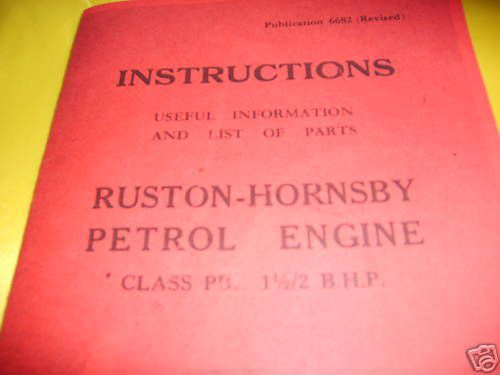 Publication 6682 (Revised)
INSTRUCTIONS
USEFUL INFORMATION
AND LIST OF PARTS
RUSTON-HORNSBY
PETROL ENGINE
CLASS PB. 1½/2 B.H.P.